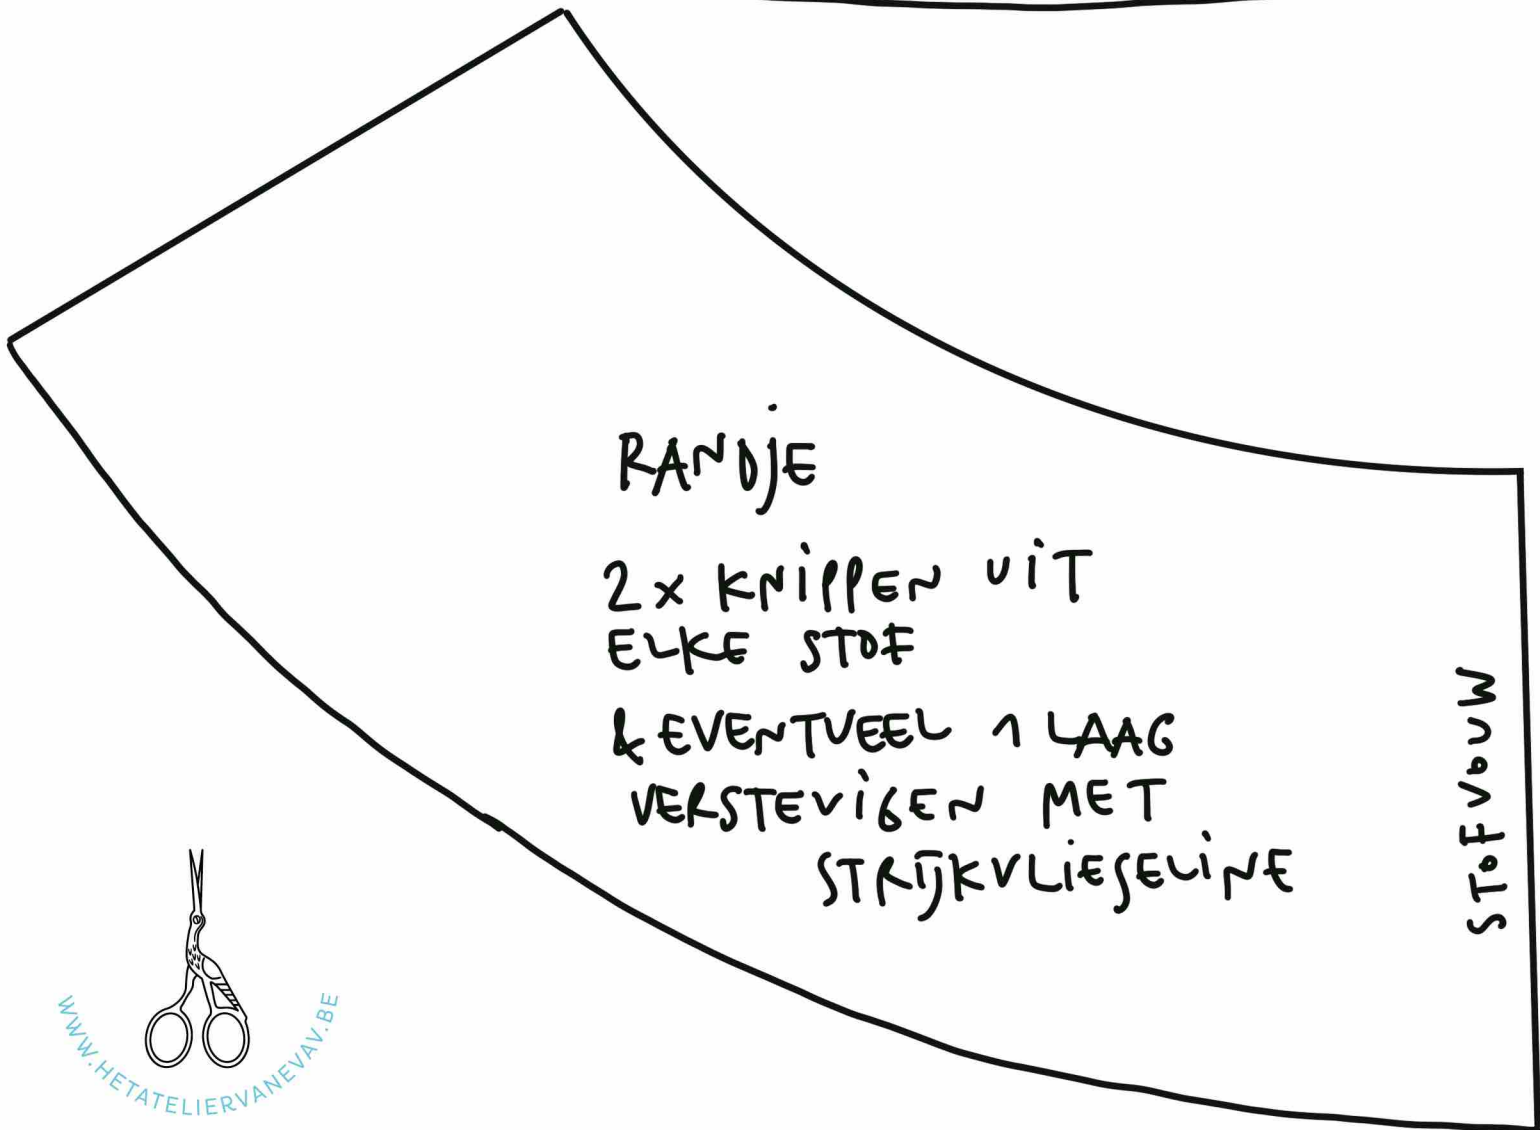 RANDJE
2x KNIPPEN UIT
ELKE STOF
& EVENTUEEL 1 LAAG
VERSTEVIGEN MET
STRIJKVLIESELINE
STOFVOUW
WWW.HETATELIERVANEVAV.BE